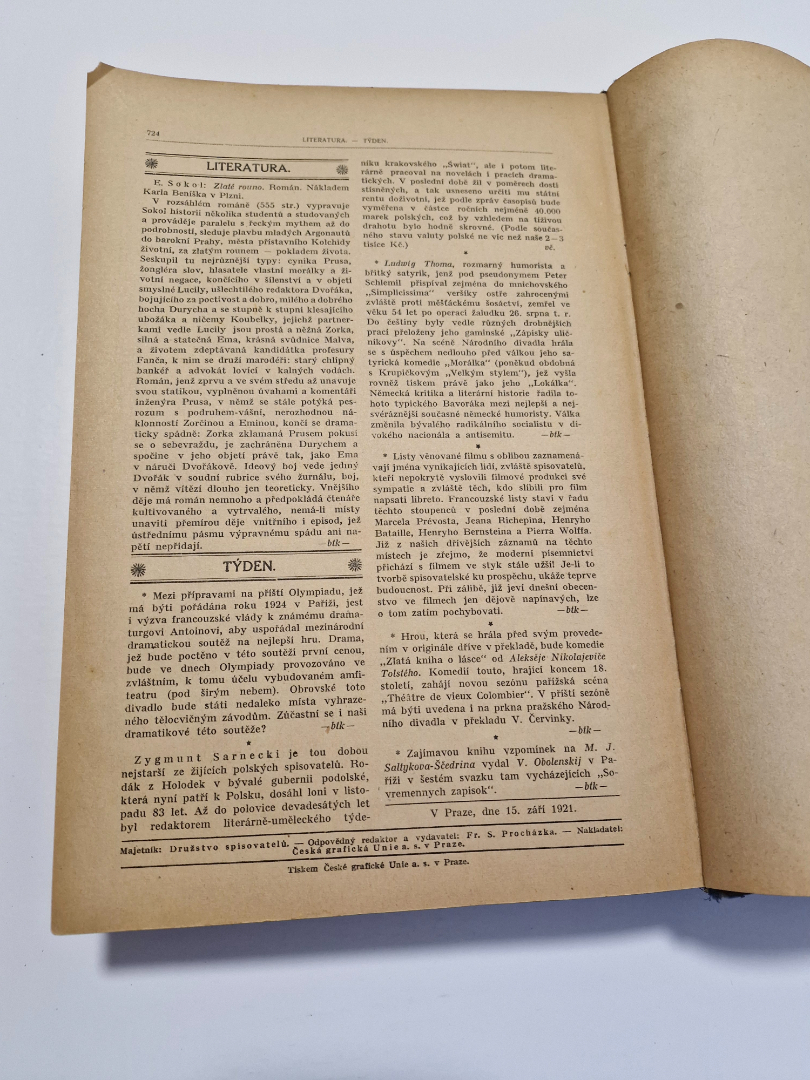 724
LITERATURA. — TÝDEN.
LITERATURA.
E. Sokol: Zlaté rouno. Román. Nákladem
Karla Beníška v Plzni.
V rozsáhlém románě (555 str.) vypravuje
Sokol historii několika studentů a studovaných
a prováděje paralelu s řeckým mythem až do
podrobností, sleduje plavbu mladých Argonautů
do barokní Prahy, města přístavního Kolchidy
životní, za zlatým rounem — pokladem života.
Seskupil tu nejrůznější typy: cynika Prusa,
žongléra slov, hlasatele vlastní morálky a ži-
votní negace, končícího v šílenství a v objetí
smyslné Lucily, ušlechtilého redaktora Dvořáka,
bojujícího za poctivost a dobro, milého a dobrého
hocha Durycha a se stupně k stupni klesajícího
ubožáka a ničemy Koubelky, jejichž partner-
kami vedle Lucily jsou prostá a něžná Zorka,
silná a statečná Ema, krásná svůdnice Malva,
a životem zdeptávaná kandidátka profesury
Fanča, k nim se druží marodéři: starý chlipný
bankéř a advokát lovící v kalných vodách.
Román, jenž zprvu a ve svém středu až unavuje
svou statikou, vyplněnou úvahami a komentáři
inženýra Prusa, v němž se stále potýká pes-
rozum s podruhem-vášní, nerozhodnou ná-
klonností Zorčinou a Eminou, končí se drama-
ticky spádně: Zorka zklamaná Prusem pokusí
se o sebevraždu, je zachráněna Durychem a
spočine v jeho objetí právě tak, jako Ema
v náručí Dvořákově. Ideový boj vede jedině
Dvořák v soudní rubrice svého žurnálu, boj,
v němž vítězí dlouho jen teoreticky. Vnějšího
děje má román nemnoho a předpokládá čtenáře
kultivovaného a vytrvalého, nemá-li místy
unaviti přemírou děje vnitřního i episod, jež
ústřednímu pásmu výpravnému spádu ani na-
pětí nepřidají. —btk—
TÝDEN.
* Mezi přípravami na příští Olympiadu, jež
má býti pořádána roku 1924 v Paříži, jest
i výzva francouzské vlády k známému drama-
turgovi Antoinovi, aby uspořádal mezinárodní
dramatickou soutěž na nejlepší hru. Drama,
jež bude poctěno v této soutěži první cenou,
bude ve dnech Olympiady provozováno ve
zvláštním, k tomu účelu vybudovaném amfi-
teatru (pod širým nebem). Obrovské toto
divadlo bude státi nedaleko místa vyhraze-
ného tělocvičným závodům. Zúčastní se i naši
dramatikové této soutěže? —btk—
*
Zygmunt Sarnecki je tou dobou
nejstarší ze žijících polských spisovatelů. Ro-
dák z Holodek v bývalé gubernii podolské,
která nyní patří k Polsku, dosáhl loni v listo-
padu 83 let. Až do polovice devadesátých let
byl redaktorem literárně-uměleckého týde-
níku krakovského „Świat“, ale i potom lite-
rárně pracoval na novelách i pracích drama-
tických. V poslední době žil v poměrech dosti
stísněných, a tak usneseno určiti mu státní
rentu doživotní, jež podle zpráv časopisů bude
vyměřena v částce ročních nejméně 40.000
marek polských, což by vzhledem na tíživou
drahotu bylo hodně skrovné. (Podle součas-
ného stavu valuty polské ne víc než naše 2—3
tisíce Kč.) vč.
*
* Ludwig Thoma, rozmarný humorista a
břitký satyrik, jenž pod pseudonymem Peter
Schlemil přispíval zejména do mnichovského
„Simplicissima“ veršíky ostře zahrocenými
zvláště proti měšťáckému šosáctví, zemřel ve
věku 54 let po operaci žaludku 26. srpna t. r.
Do češtiny byly vedle různých drobnějších
prací přeloženy jeho gaminské „Zápisky ulič-
níkovy“. Na scéně Národního divadla hrála
se s úspěchem nedlouho před válkou jeho sa-
tyrická komedie „Morálka“ (poněkud obdobná
s Krupičkovým „Velkým stylem“), jež vyšla
rovněž tiskem právě jako jeho „Lokálka“.
Německá kritika a literární historie řadila to-
hoto typického Bavoráka mezi nejlepší a nej-
svéráznější současné německé humoristy. Válka
změnila bývalého radikálního socialistu v di-
vokého nacionála a antisemitu. —btk—
*
* Listy věnované filmu s oblibou zaznamená-
vají jména vynikajících lidí, zvláště spisovatelů,
kteří nepokrytě vyslovili filmové produkci své
sympatie a zvláště těch, kdo slíbili pro film
napsati libreto. Francouzské listy staví v řadu
těchto stoupenců v poslední době zejména
Marcela Prévosta, Jeana Richepina, Henryho
Bataille, Henryho Bernsteina a Pierra Wolffa.
Již z našich dřívějších záznamů na těchto
místech je zřejmo, že moderní písemnictví
přichází s filmem ve styk stále užší! Je-li to
tvorbě spisovatelské ku prospěchu, ukáže teprve
budoucnost. Při zálibě, již jeví dnešní obecen-
stvo ve filmech jen dějově napínavých, lze
o tom zatím pochybovati. —btk—
*
* Hrou, která se hrála před svým provede-
ním v originále dříve v překladě, bude komedie
„Zlatá kniha o lásce“ od Alekséje Nikolajeviče
Tolstého. Komedií touto, hrající koncem 18.
století, zahájí novou sezónu pařížská scéna
„Théâtre de vieux Colombier“. V příští sezóně
má býti uvedena i na prkna pražského Národ-
ního divadla v překladu V. Červinky.
—btk—
*
* Zajímavou knihu vzpomínek na M. J.
Saltykova-Ščedrina vydal V. Obolenskij v Pa-
říži v šestém svazku tam vycházejících „So-
vremennych zapisok“. —btk—
V Praze, dne 15. září 1921.
Majetník: Družstvo spisovatelů. — Odpovědný redaktor a vydavatel: Fr. S. Procházka. — Nakladatel:
Česká grafická Unie a. s. v Praze.
Tiskem České grafické Unie a. s. v Praze.